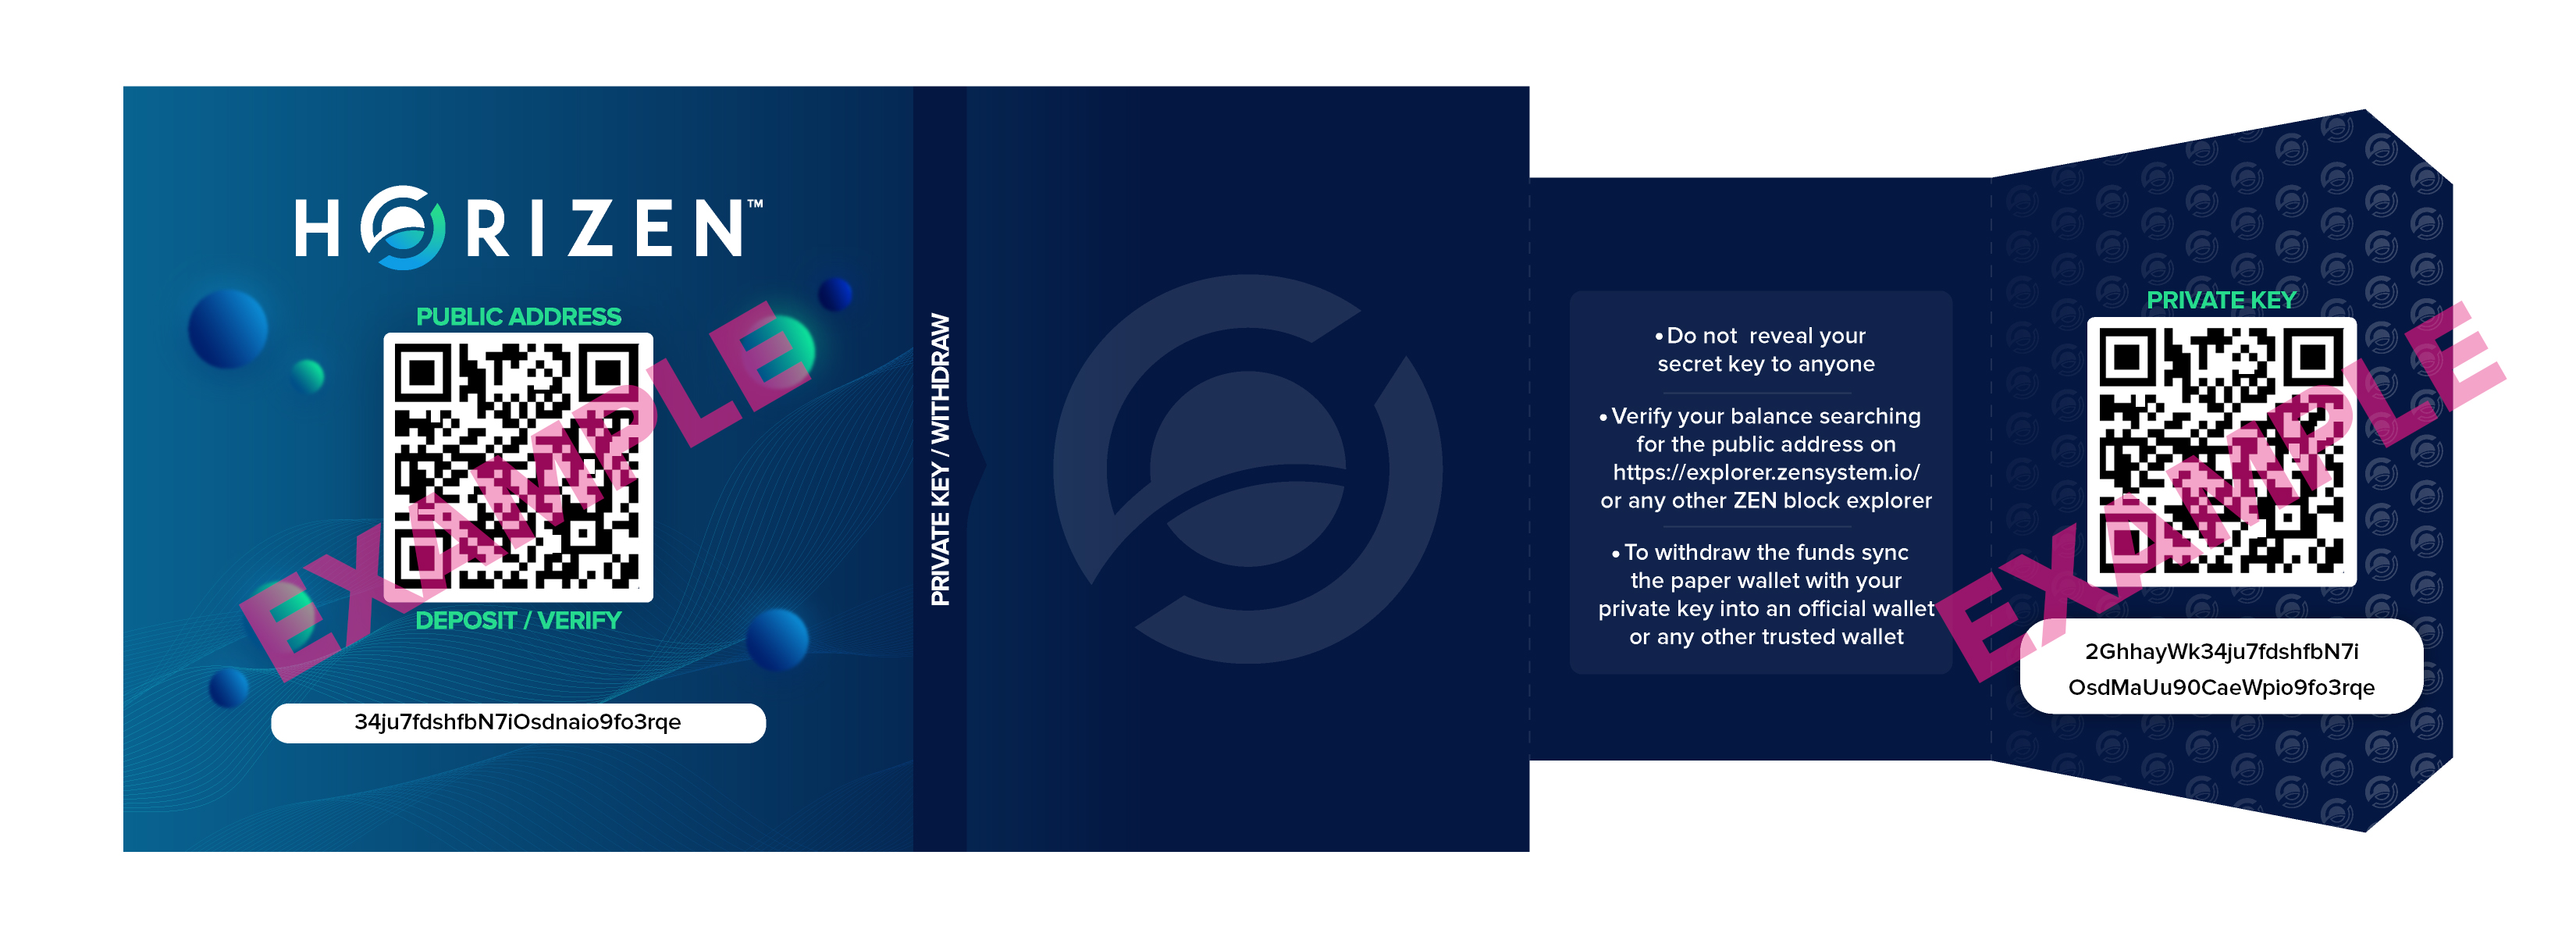 HORIZEN™
PUBLIC ADDRESS
EXAMPLE
DEPOSIT / VERIFY
34ju7fdshfbN7iOsdnaio9fo3rqe
PRIVATE KEY / WITHDRAW
•Do not reveal your
secret key to anyone
•Verify your balance searching
for the public address on
https://explorer.zensystem.io/
or any other ZEN block explorer
•To withdraw the funds sync
the paper wallet with your
private key into an official wallet
or any other trusted wallet
PRIVATE KEY
EXAMPLE
2GhhayWk34ju7fdshfbN7i
OsdMaUu90CaeWpio9fo3rqe